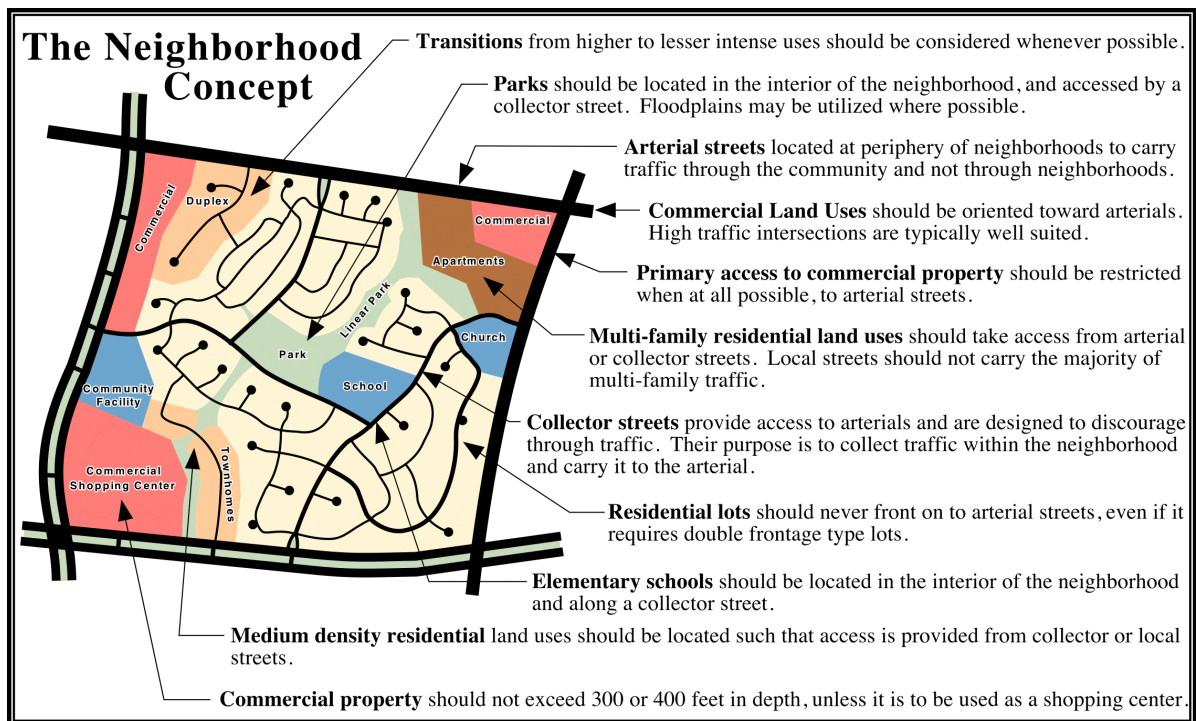 The Neighborhood
Concept
Transitions from higher to lesser intense uses should be considered whenever possible.
Parks should be located in the interior of the neighborhood, and accessed by a
collector street. Floodplains may be utilized where possible.
Arterial streets located at periphery of neighborhoods to carry
traffic through the community and not through neighborhoods.
Commercial Land Uses should be oriented toward arterials.
High traffic intersections are typically well suited.
Primary access to commercial property should be restricted
when at all possible, to arterial streets.
Multi-family residential land uses should take access from arterial
or collector streets. Local streets should not carry the majority of
multi-family traffic.
Collector streets provide access to arterials and are designed to discourage
through traffic. Their purpose is to collect traffic within the neighborhood
and carry it to the arterial.
Residential lots should never front on to arterial streets, even if it
requires double frontage type lots.
Elementary schools should be located in the interior of the neighborhood
and along a collector street.
Medium density residential land uses should be located such that access is provided from collector or local
streets.
Commercial property should not exceed 300 or 400 feet in depth, unless it is to be used as a shopping center.
Commercial
Duplex
Commercial
Apartments
Linear Park
Park
Church
School
Community
Facility
Commercial
Shopping Center
Townhomes